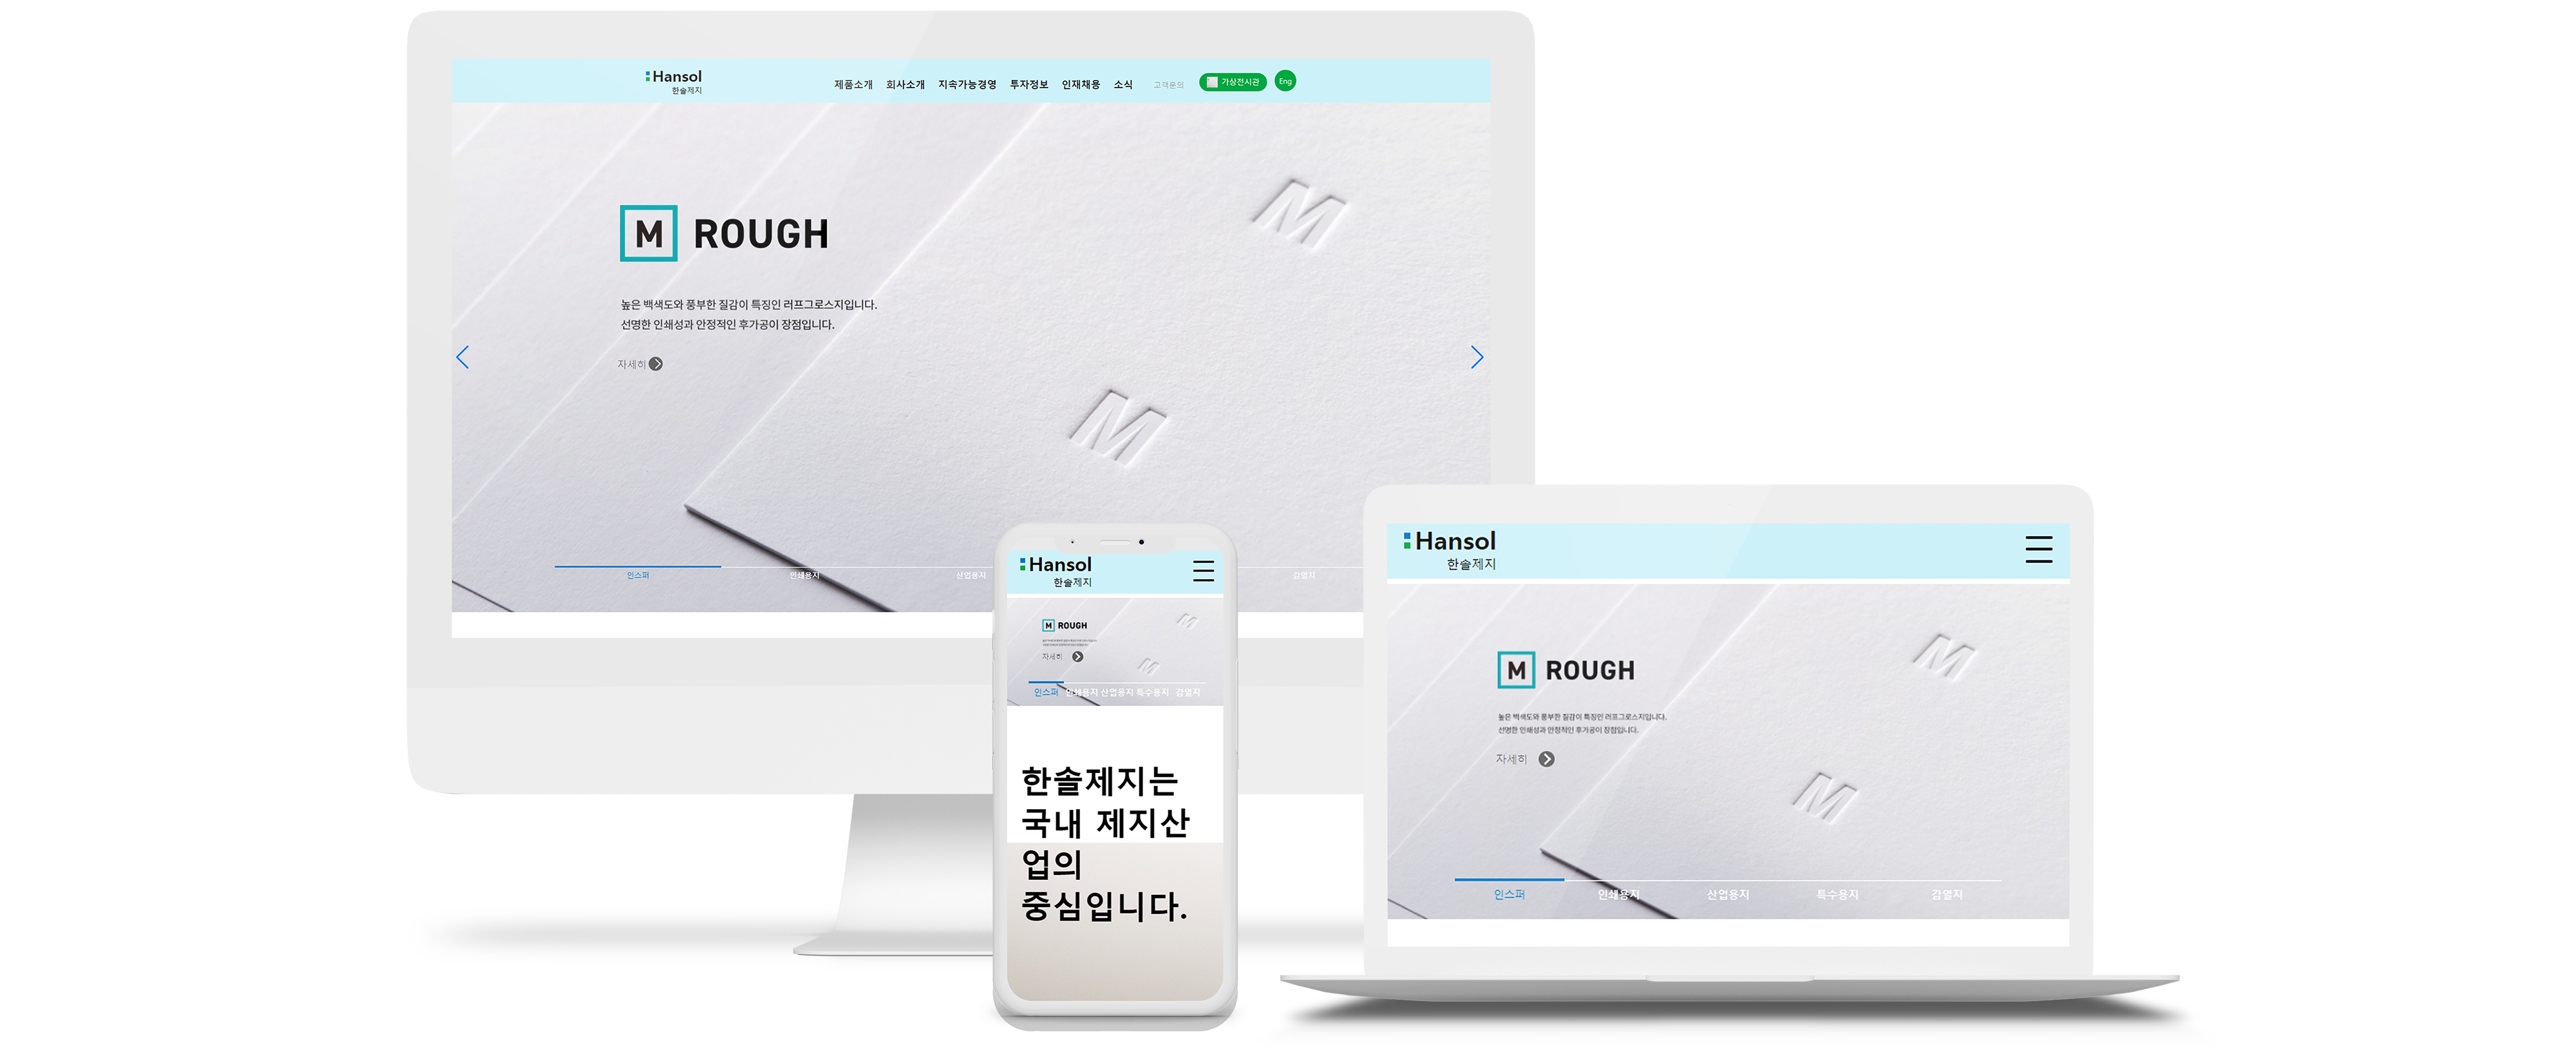 Hansol
한솔제지
제품소개 회사소개 지속가능경영 투자정보 인재채용 소식 고객문의 가상전시관 Eng
M ROUGH
높은 백색도와 풍부한 질감이 특징인 러프그로스지입니다.
선명한 인쇄성과 안정적인 후가공이 장점입니다.
자세히
M
M
인스퍼 인쇄용지 산업용지 감열지
Hansol
한솔제지
M ROUGH
자세히
M
M
인스퍼 인쇄용지 산업용지 특수용지 감열지
한솔제지는
국내 제지산
업의
중심입니다.
Hansol
한솔제지
M ROUGH
높은 백색도와 풍부한 질감이 특징인 러프그로스지입니다.
선명한 인쇄성과 안정적인 후가공이 장점입니다.
자세히
M
M
인스퍼 인쇄용지 산업용지 특수용지 감열지